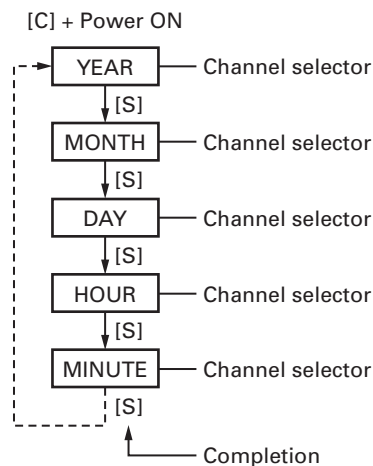 [C] + Power ON
YEAR Channel selector
[S]
MONTH Channel selector
[S]
DAY Channel selector
[S]
HOUR Channel selector
[S]
MINUTE Channel selector
[S]
Completion